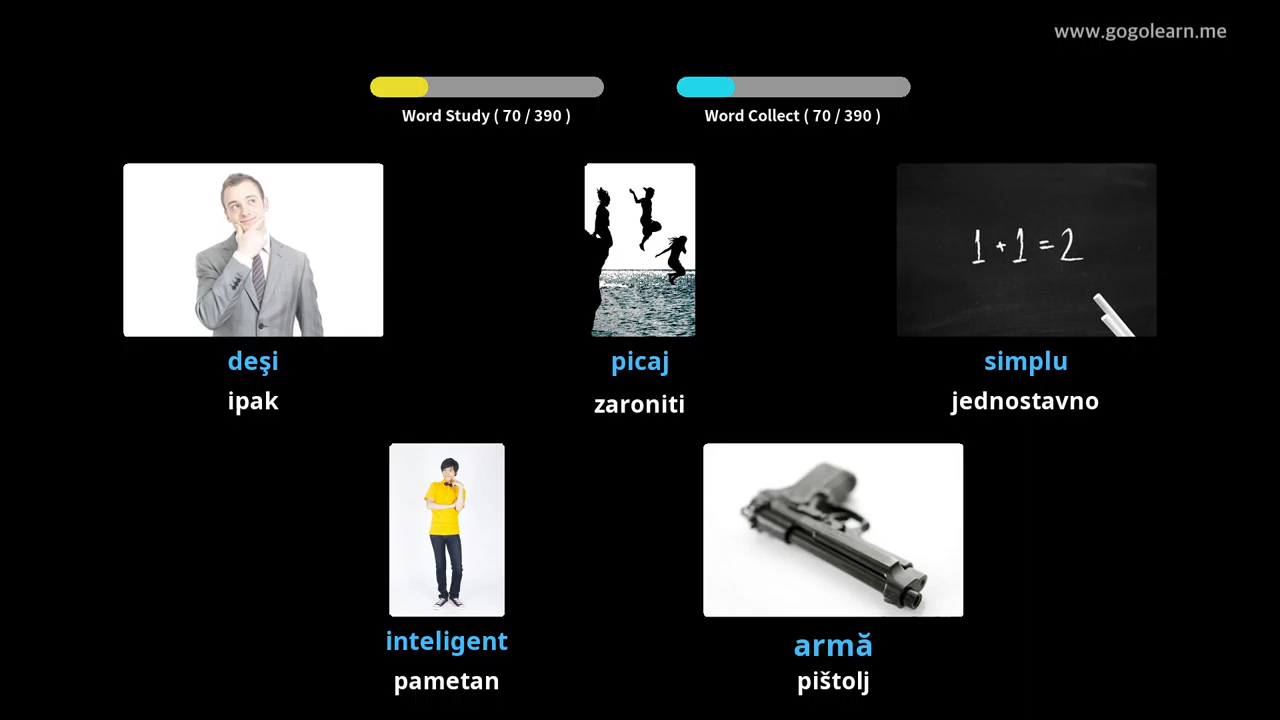 www.gogolearn.me
Word Study ( 70 / 390 )
Word Collect ( 70 / 390 )
1 + 1 = 2
deşi
picaj
simplu
ipak
zaroniti
jednostavno
inteligent
armă
pametan
pištolj